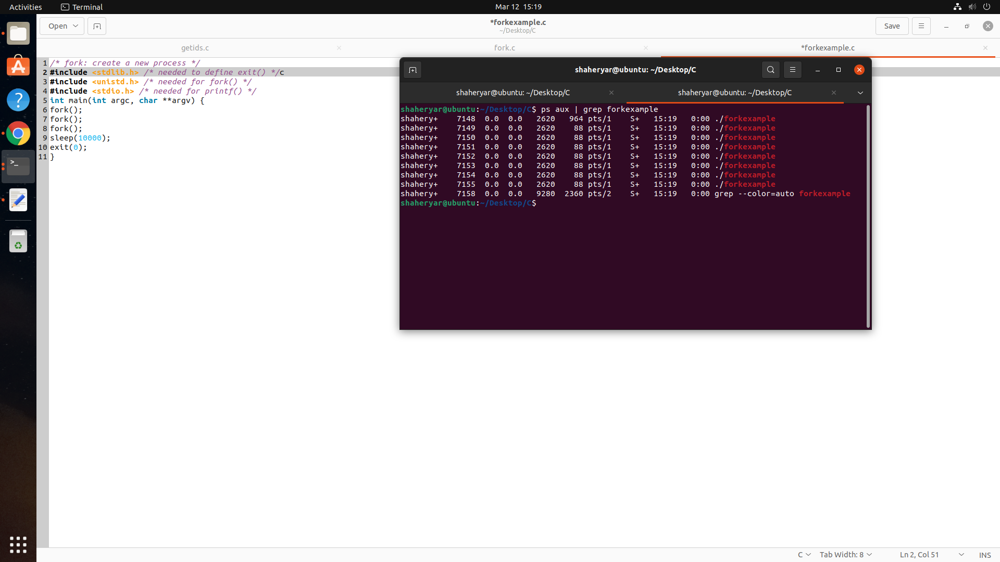 Activities
Terminal
Mar 12  15:19
Open
*forkexample.c
~/Desktop/C
Save
getids.c
fork.c
*forkexample.c
1 /* fork: create a new process */
2 #include <stdlib.h> /* needed to define exit() */c
3 #include <unistd.h> /* needed for fork() */
4 #include <stdio.h> /* needed for printf() */
5 int main(int argc, char **argv) {
6 fork();
7 fork();
8 fork();
9 sleep(10000);
10 exit(0);
11 }
shaheryar@ubuntu: ~/Desktop/C
shaheryar@ubuntu: ~/Desktop/C
shaheryar@ubuntu: ~/Desktop/C
shaheryar@ubuntu:~/Desktop/C$ ps aux | grep forkexample
shahery+    7148  0.0  0.0   2620   964 pts/1    S+   15:19   0:00 ./forkexample
shahery+    7149  0.0  0.0   2620    88 pts/1    S+   15:19   0:00 ./forkexample
shahery+    7150  0.0  0.0   2620    88 pts/1    S+   15:19   0:00 ./forkexample
shahery+    7151  0.0  0.0   2620    88 pts/1    S+   15:19   0:00 ./forkexample
shahery+    7152  0.0  0.0   2620    88 pts/1    S+   15:19   0:00 ./forkexample
shahery+    7153  0.0  0.0   2620    88 pts/1    S+   15:19   0:00 ./forkexample
shahery+    7154  0.0  0.0   2620    88 pts/1    S+   15:19   0:00 ./forkexample
shahery+    7155  0.0  0.0   2620    88 pts/1    S+   15:19   0:00 ./forkexample
shahery+    7158  0.0  0.0   9280  2360 pts/2    S+   15:19   0:00 grep --color=auto forkexample
shaheryar@ubuntu:~/Desktop/C$
C
Tab Width: 8
Ln 2, Col 51
INS